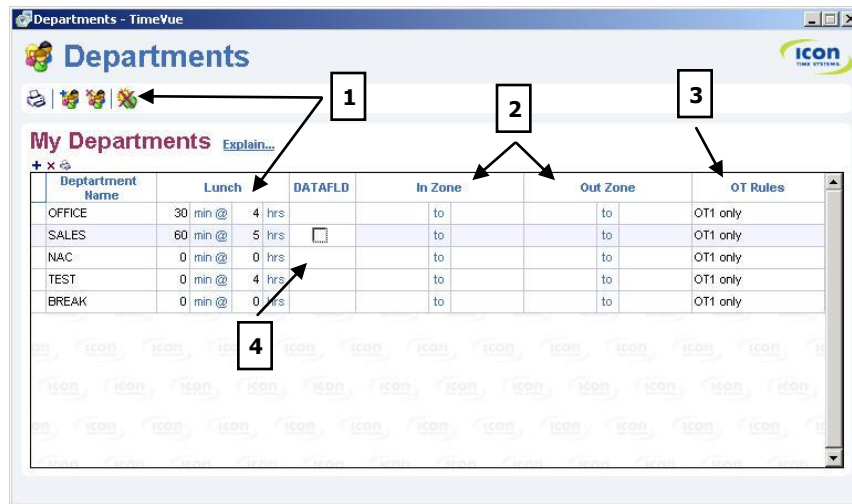 Departments - TimeVue
Departments
icon
TIME SYSTEMS
1
2
3
My Departments Explain...
Deptartment Name Lunch DATAFLD In Zone Out Zone OT Rules
OFFICE 30 min @ 4 hrs to to OT1 only
SALES 60 min @ 5 hrs to to OT1 only
NAC 0 min @ 0 hrs to to OT1 only
TEST 0 min @ 4 hrs to to OT1 only
BREAK 0 min @ 0 hrs to to OT1 only
4